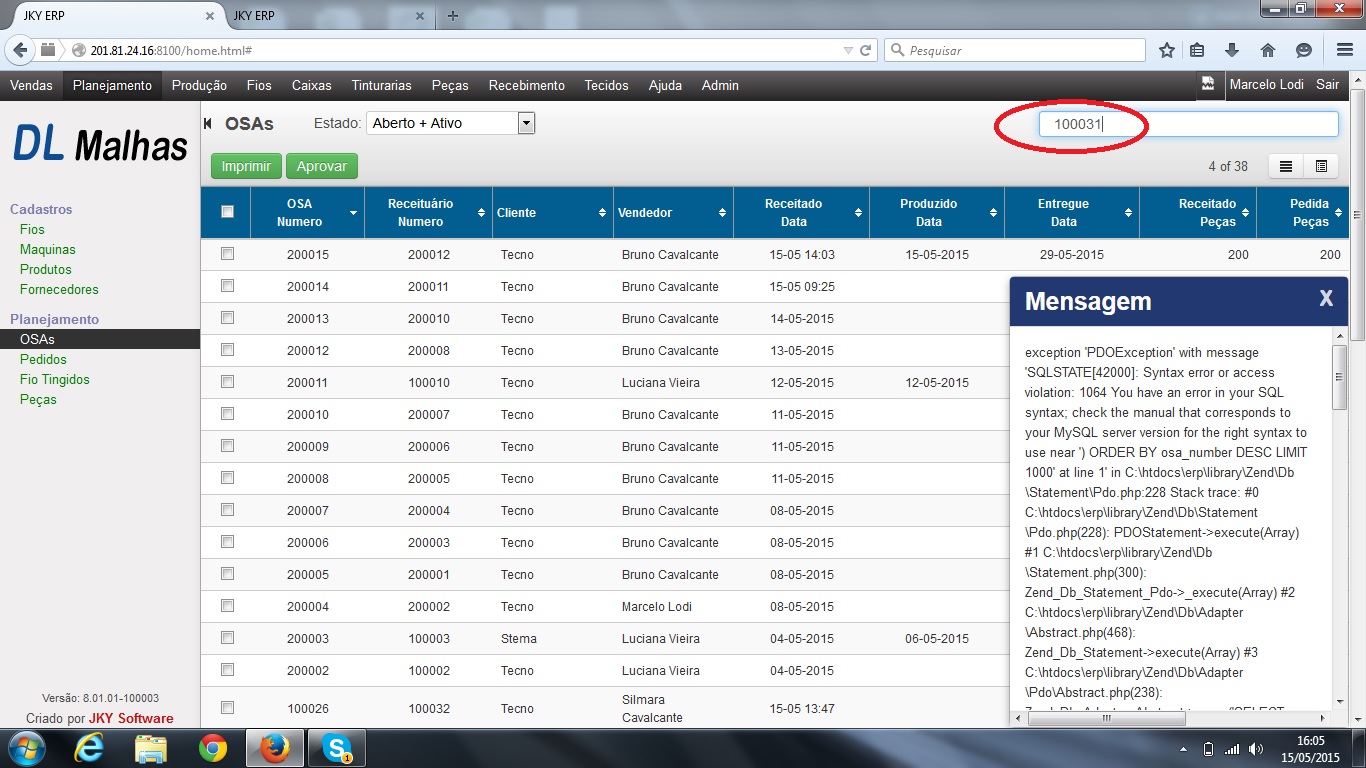 JKY ERP
JKY ERP
201.81.24.16:8100/home.html#
Pesquisar
Vendas Planejamento Produção Fios Caixas Tinturarias Peças Recebimento Tecidos Ajuda Admin Marcelo Lodi Sair
DL Malhas
OSAs Estado: Aberto + Ativo 100031
Imprimir Aprovar 4 of 38
Cadastros
Fios
Maquinas
Produtos
Fornecedores
Planejamento
OSAs
Pedidos
Fio Tingidos
Peças
OSA Numero Receituário Numero Cliente Vendedor Receitado Data Produzido Data Entregue Data Receitado Peças Pedida Peças
200015 200012 Tecno Bruno Cavalcante 15-05 14:03 15-05-2015 29-05-2015 200 200
200014 200011 Tecno Bruno Cavalcante 15-05 09:25
200013 200010 Tecno Bruno Cavalcante 14-05-2015
200012 200008 Tecno Bruno Cavalcante 13-05-2015
200011 100010 Tecno Luciana Vieira 12-05-2015 12-05-2015
200010 200007 Tecno Bruno Cavalcante 11-05-2015
200009 200006 Tecno Bruno Cavalcante 11-05-2015
200008 200005 Tecno Bruno Cavalcante 11-05-2015
200007 200004 Tecno Bruno Cavalcante 08-05-2015
200006 200003 Tecno Bruno Cavalcante 08-05-2015
200005 200001 Tecno Bruno Cavalcante 08-05-2015
200004 200002 Tecno Marcelo Lodi 08-05-2015
200003 100003 Stema Luciana Vieira 04-05-2015 06-05-2015
200002 100002 Tecno Luciana Vieira 04-05-2015
100026 100032 Tecno Silmara Cavalcante 15-05 13:47
Mensagem X
exception 'PDOException' with message
'SQLSTATE[42000]: Syntax error or access
violation: 1064 You have an error in your SQL
syntax; check the manual that corresponds to
your MySQL server version for the right syntax to
use near ') ORDER BY osa_number DESC LIMIT
1000' at line 1' in C:\htdocs\erp\library\Zend\Db
\Statement\Pdo.php:228 Stack trace: #0
C:\htdocs\erp\library\Zend\Db\Statement
\Pdo.php(228): PDOStatement->execute(Array)
#1 C:\htdocs\erp\library\Zend\Db
\Statement.php(300):
Zend_Db_Statement_Pdo->_execute(Array) #2
C:\htdocs\erp\library\Zend\Db\Adapter
\Abstract.php(468):
Zend_Db_Statement->execute(Array) #3
C:\htdocs\erp\library\Zend\Db\Adapter
\Pdo\Abstract.php(238):
Versão: 8.01.01-100003
Criado por JKY Software
1
16:05
15/05/2015